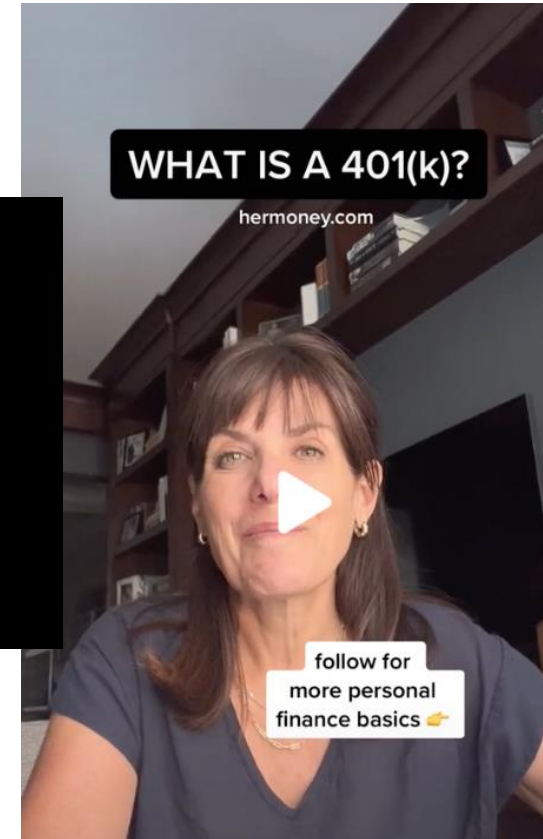 WHAT IS A 401(k)?
hermoney.com
follow for
more personal
finance basics 👉